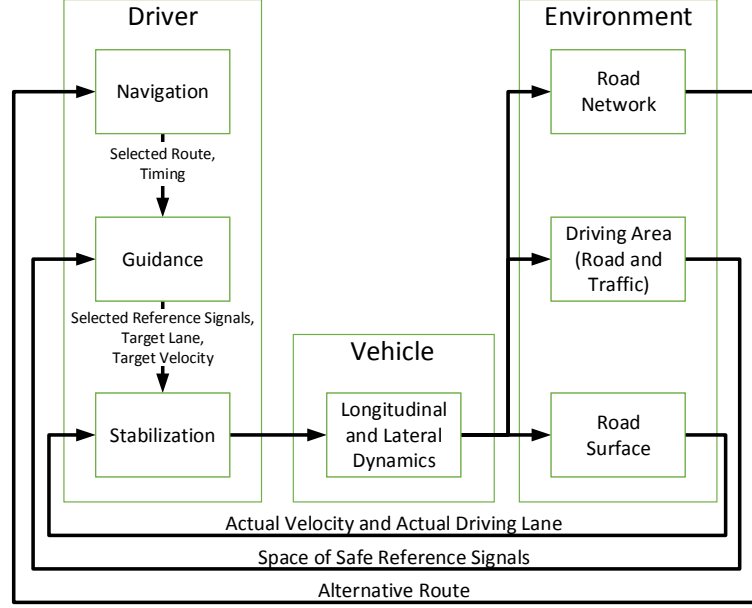 Driver
Navigation
Selected Route,
Timing
Guidance
Selected Reference Signals,
Target Lane,
Target Velocity
Stabilization
Vehicle
Longitudinal
and Lateral
Dynamics
Environment
Road
Network
Driving Area
(Road and
Traffic)
Road
Surface
Actual Velocity and Actual Driving Lane
Space of Safe Reference Signals
Alternative Route